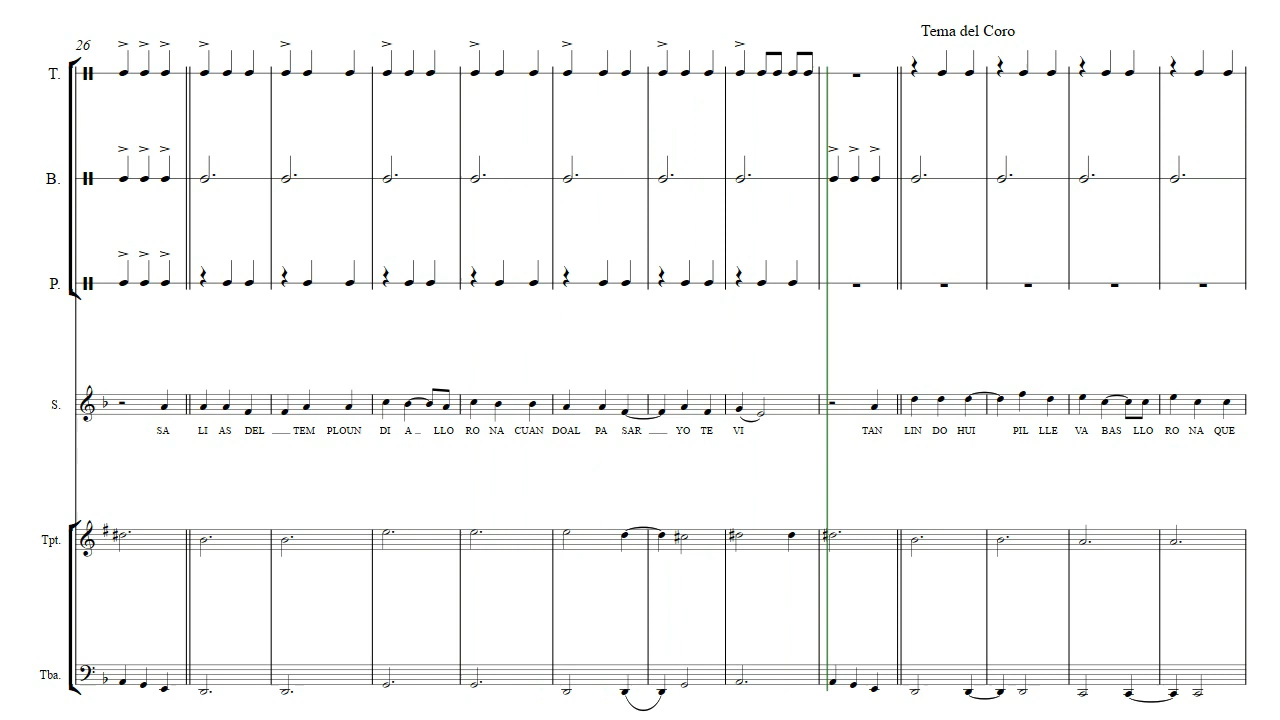 Tema del Coro
26
T.
B.
P.
S.
SA LI AS DEL TEM PLOUN DI A LLO RO NA CUAN DOAL PA SAR YO TE VI TAN LIN DO HUI PIL LLE VA BAS LLO RO NA QUE
Tpt.
Tba.